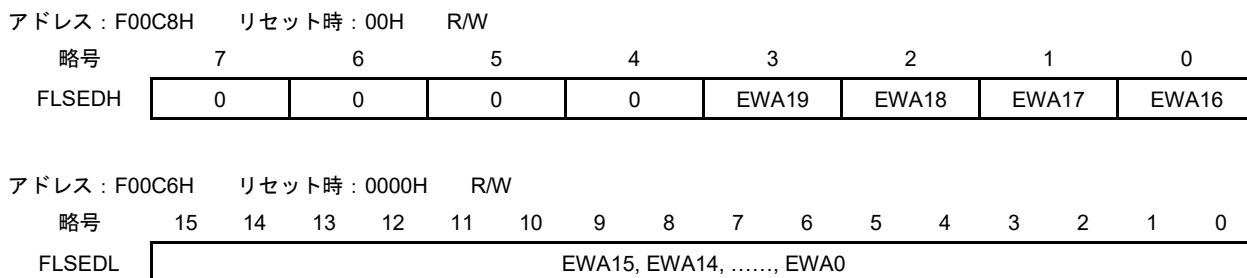 アドレス：F00C8H リセット時：00H R/W
略号 7 6 5 4 3 2 1 0
FLSEDH 0 0 0 0 EWA19 EWA18 EWA17 EWA16
アドレス：F00C6H リセット時：0000H R/W
略号 15 14 13 12 11 10 9 8 7 6 5 4 3 2 1 0
FLSEDL EWA15, EWA14, ……, EWA0